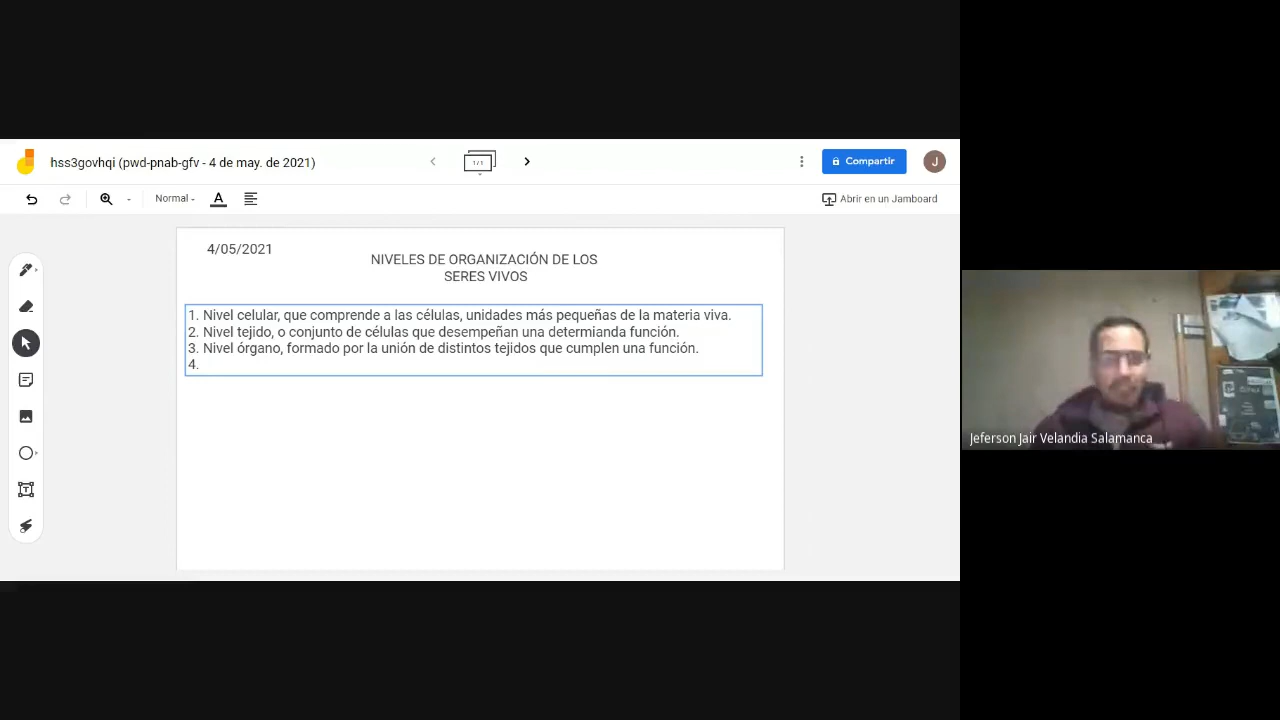 hss3govhqi (pwd-pnab-gfv - 4 de may. de 2021)
1/1
Compartir
J
Normal
A
Abrir en un Jamboard
4/05/2021
NIVELES DE ORGANIZACIÓN DE LOS
SERES VIVOS
1. Nivel celular, que comprende a las células, unidades más pequeñas de la materia viva.
2. Nivel tejido, o conjunto de células que desempeñan una determianda función.
3. Nivel órgano, formado por la unión de distintos tejidos que cumplen una función.
4.
T
Jeferson Jair Velandia Salamanca